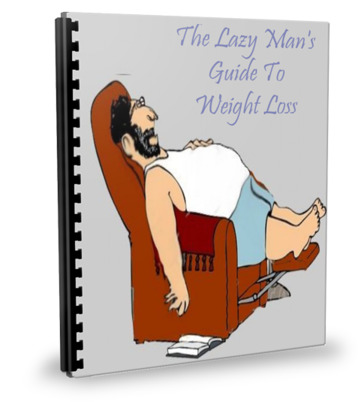 The Lazy Man's
Guide To
Weight Loss